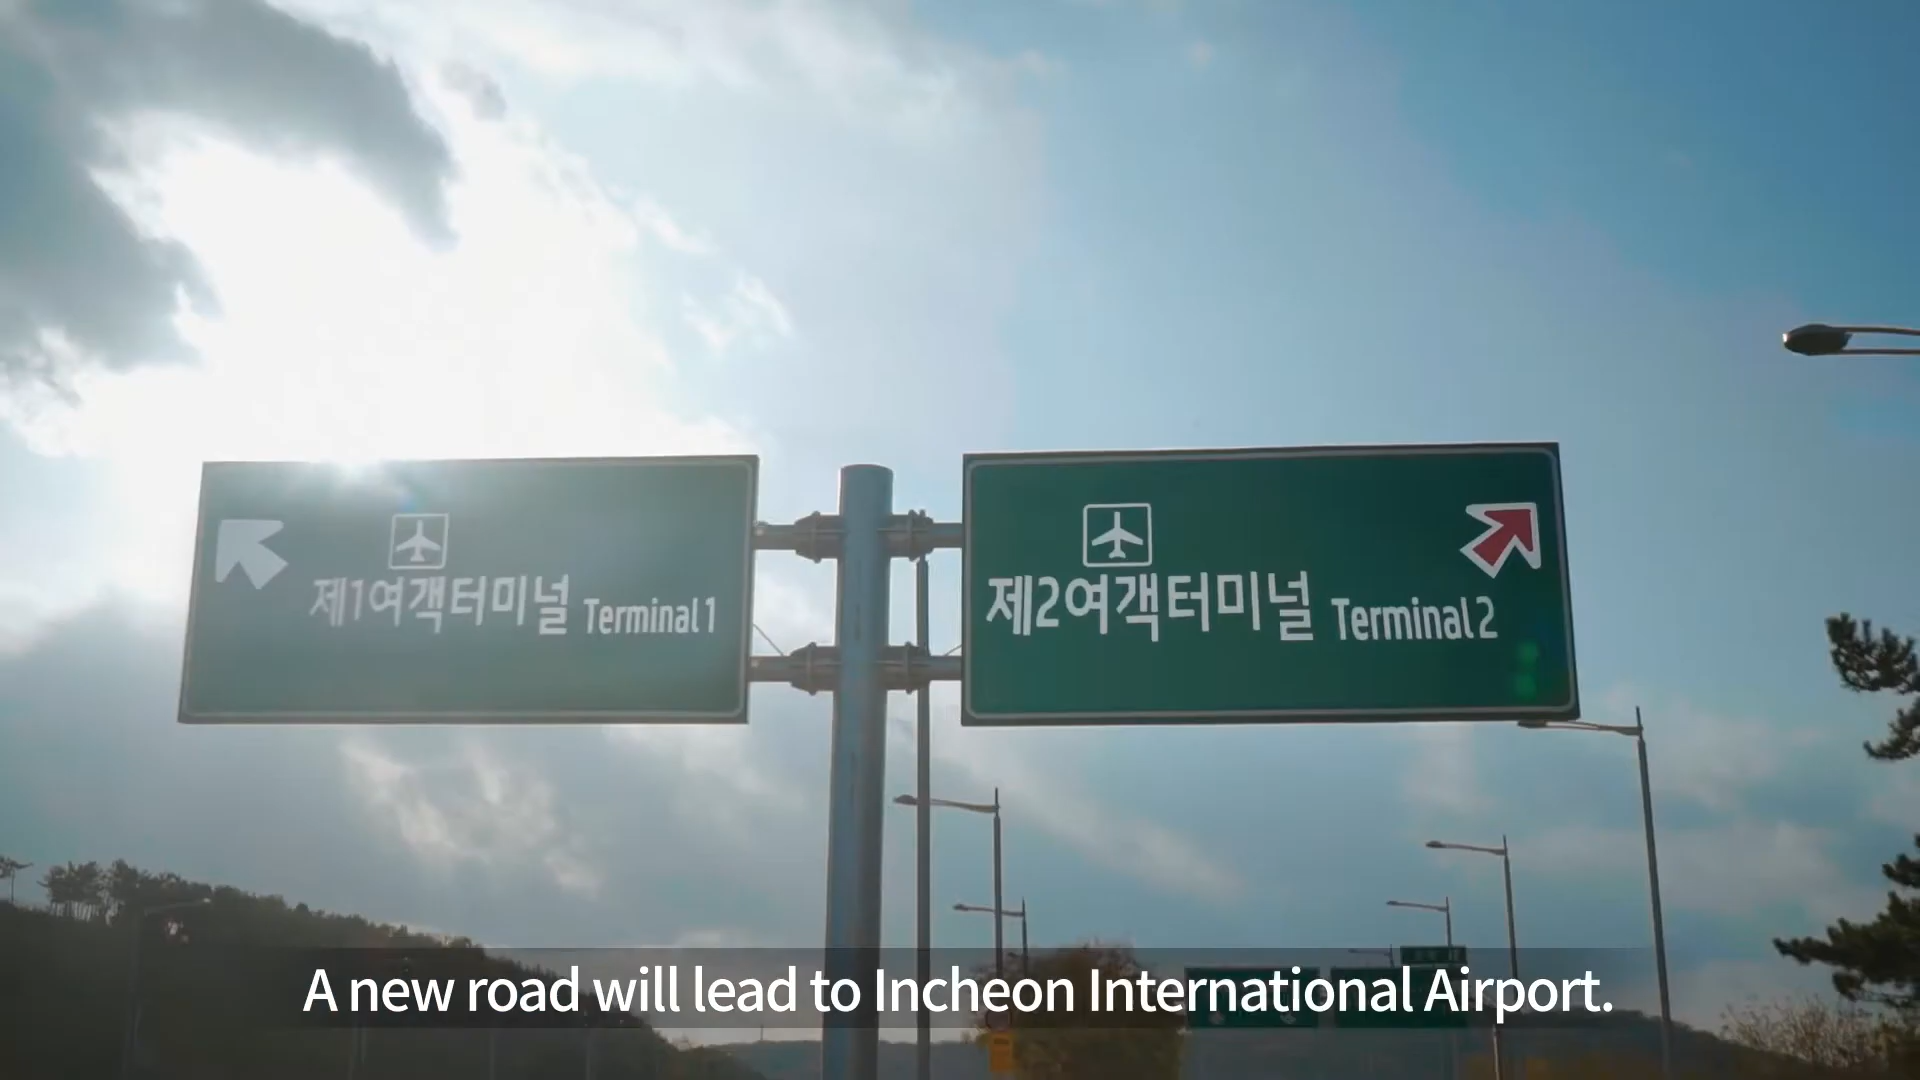 제1여객터미널 Terminal 1
제2여객터미널 Terminal 2
A new road will lead to Incheon International Airport.